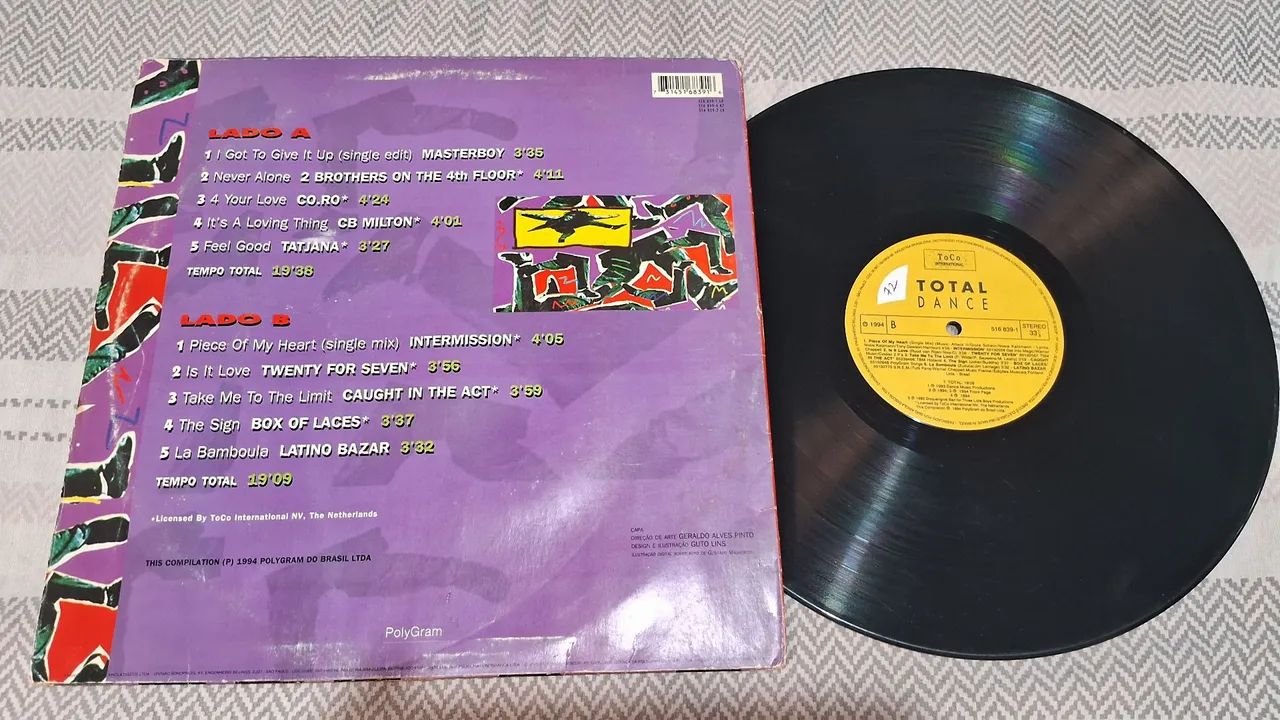 LADO A
1 I Got To Give It Up (single edit) MASTERBOY 3'35
2 Never Alone 2 BROTHERS ON THE 4th FLOOR* 4'11
3 4 Your Love CO.RO* 4'24
4 It's A Loving Thing CB MILTON* 4'01
5 Feel Good TATJANA* 3'27
TEMPO TOTAL 19'38
LADO B
1 Piece Of My Heart (single mix) INTERMISSION* 4'05
2 Is It Love TWENTY 4 FOUR SEVEN* 3'56
3 Take Me To The Limit CAUGHT IN THE ACT* 3'59
4 The Sign BOX OF LACES* 3'37
5 La Bamboula LATINO BAZAR 3'32
TEMPO TOTAL 19'09
*Licensed By ToCo International NV, The Netherlands
THIS COMPILATION (P) 1994 POLYGRAM DO BRASIL LTDA
CAPA
DIREÇÃO DE ARTE GERALDO ALVES PINTO
DESIGN E ILUSTRAÇÃO GUTO LINS
PolyGram
ToCo
INTERNATIONAL
32
TOTAL
DANCE
℗ 1994 B
516 839-1
STEREO
33⅓